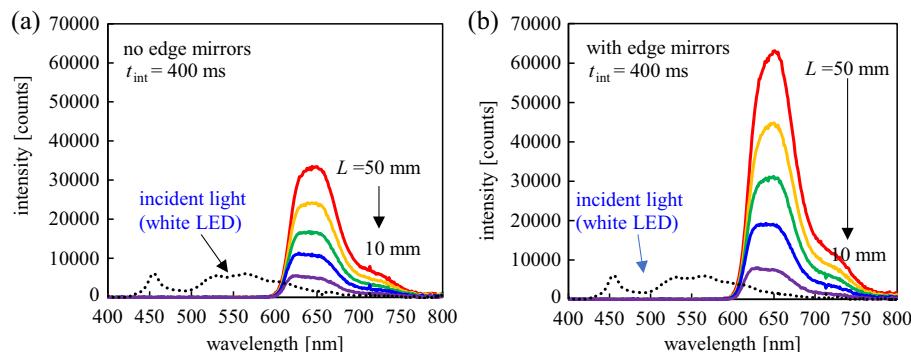 (a)
70000
60000
50000
40000
30000
20000
10000
0
intensity [counts]
no edge mirrors
t_int = 400 ms
L =50 mm
10 mm
incident light
(white LED)
400 450 500 550 600 650 700 750 800
wavelength [nm]
(b)
70000
60000
50000
40000
30000
20000
10000
0
intensity [counts]
with edge mirrors
t_int = 400 ms
L =50 mm
10 mm
incident light
(white LED)
400 450 500 550 600 650 700 750 800
wavelength [nm]